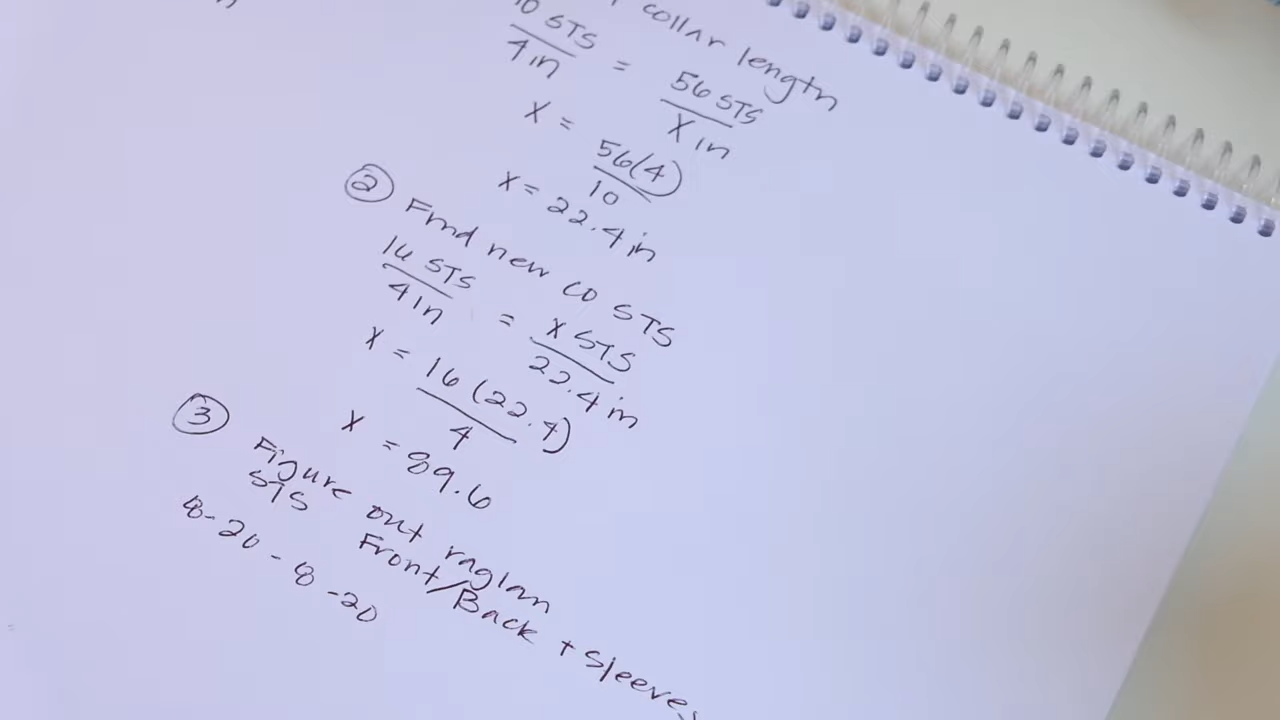 collar length
10 STS / 4 in = 56 STS / X in
X = 56(4) / 10
X = 22.4 in
② Find new CO STS
16 STS / 4 in = X STS / 22.4 in
X = 16 (22.4) / 4
X = 89.6
③ Figure out raglan
STS Front/Back + Sleeves
8-20-8-20